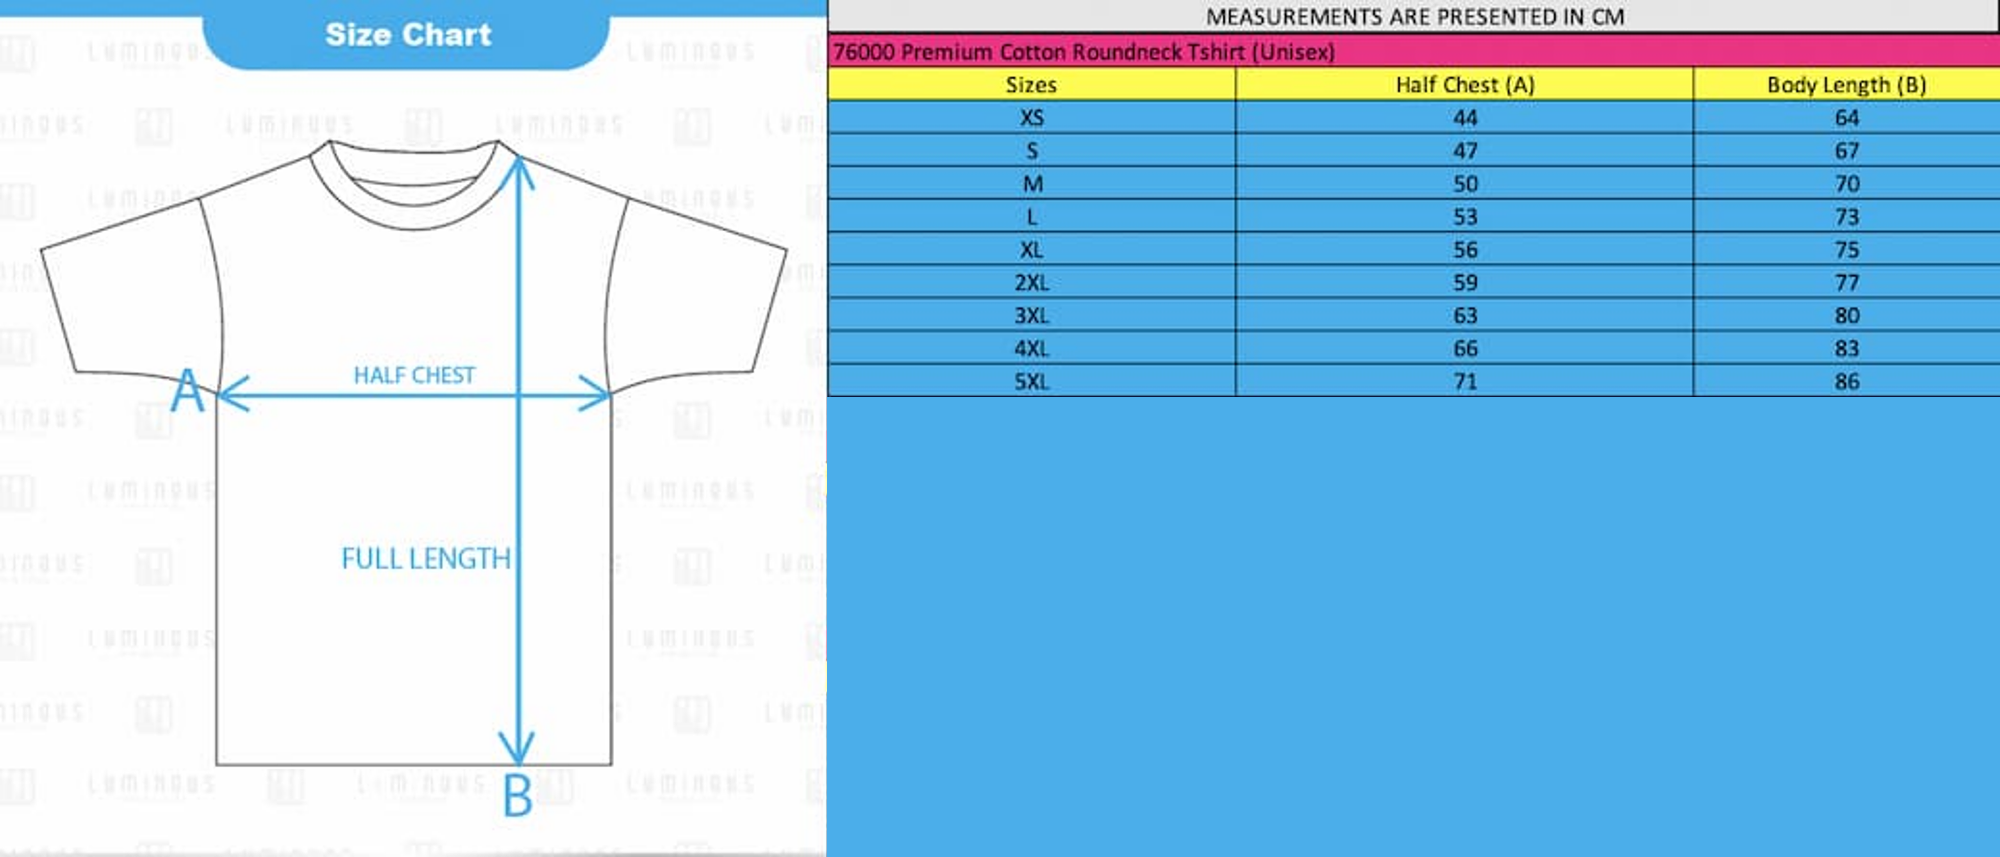 Size Chart
A
HALF CHEST
FULL LENGTH
B
MEASUREMENTS ARE PRESENTED IN CM
76000 Premium Cotton Roundneck Tshirt (Unisex)
Sizes Half Chest (A) Body Length (B)
XS 44 64
S 47 67
M 50 70
L 53 73
XL 56 75
2XL 59 77
3XL 63 80
4XL 66 83
5XL 71 86